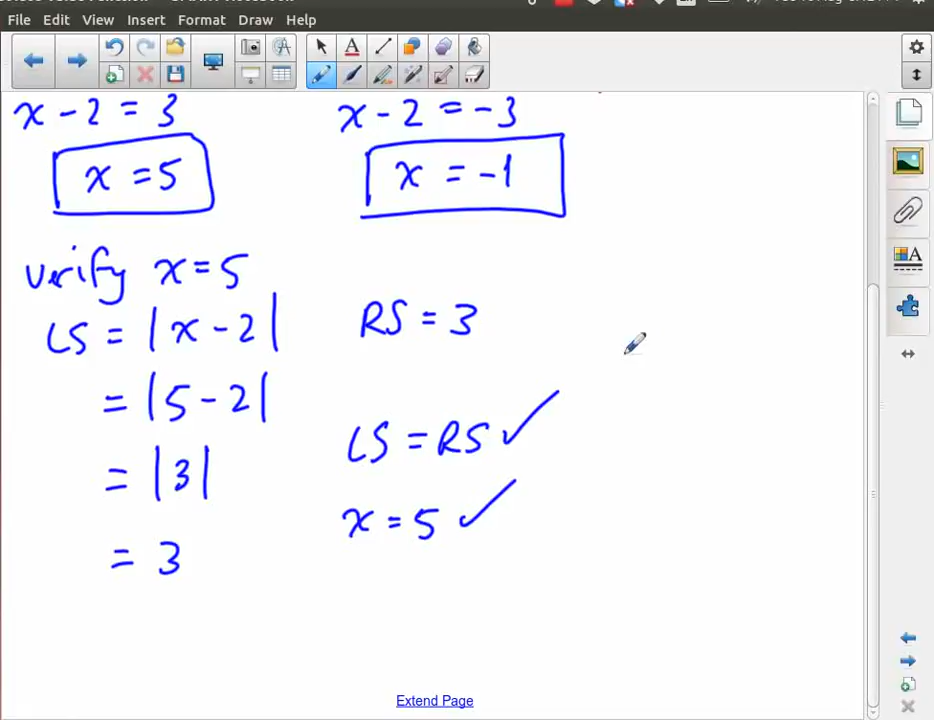 File Edit View Insert Format Draw Help
x - 2 = 3
x - 2 = -3
x = 5
x = -1
verify x = 5
LS = |x - 2|
RS = 3
= |5 - 2|
LS = RS ✓
= |3|
x = 5 ✓
= 3
Extend Page